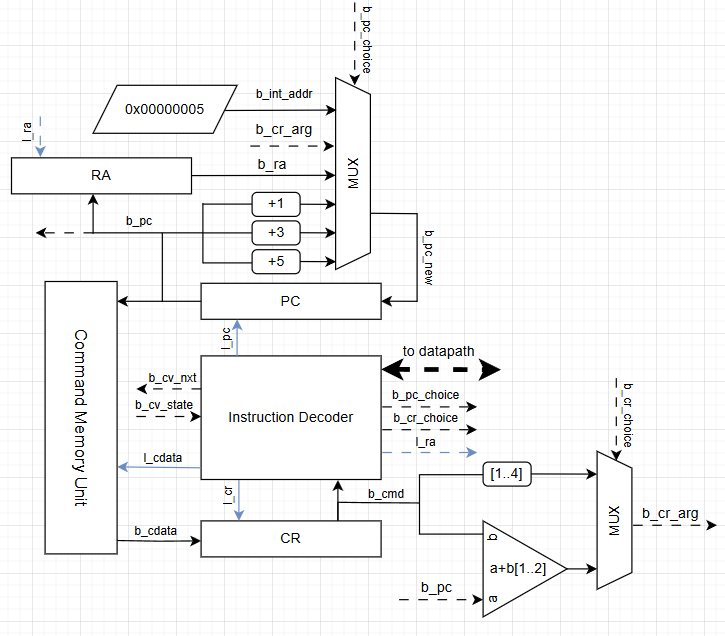 b_pc_choice
b_int_addr
0x00000005
b_cr_arg
l_ra
b_ra
RA
MUX
+1
b_pc
+3
b_pc_new
+5
PC
l_pc
Command Memory Unit
to datapath
b_cv_nxt
b_pc_choice
b_cv_state
Instruction Decoder
b_cr_choice
b_cr_choice
l_ra
l_cdata
l_cr
b_cmd
[1..4]
MUX
b_cr_arg
b_cdata
CR
b
a+b[1..2]
b_pc
a